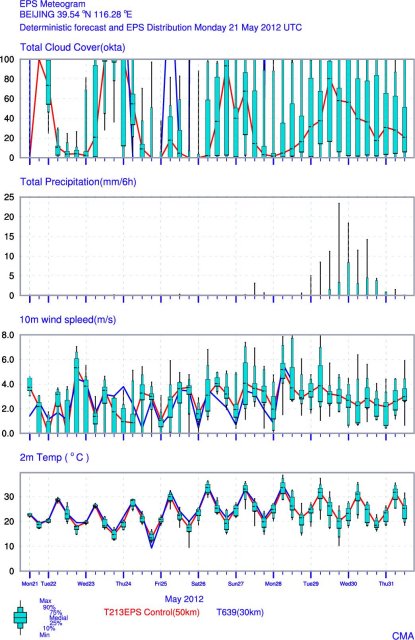 EPS Meteogram
BEIJING 39.54 °N 116.28 °E
Deterministic forecast and EPS Distribution Monday 21 May 2012 UTC
Total Cloud Cover(okta)
100
80
60
40
20
0
Total Precipitation(mm/6h)
25
20
15
10
5
0
10m wind spleed(m/s)
8.0
6.0
4.0
2.0
0.0
2m Temp ( °C )
30
20
10
0
Mon21 Tue22 Wed23 Thu24 Fri25 Sat26 Sun27 Mon28 Tue29 Wed30 Thu31
May 2012
Max
90%
75%
Medial
25%
10%
Min
T213EPS Control(50km) T639(30km)
CMA